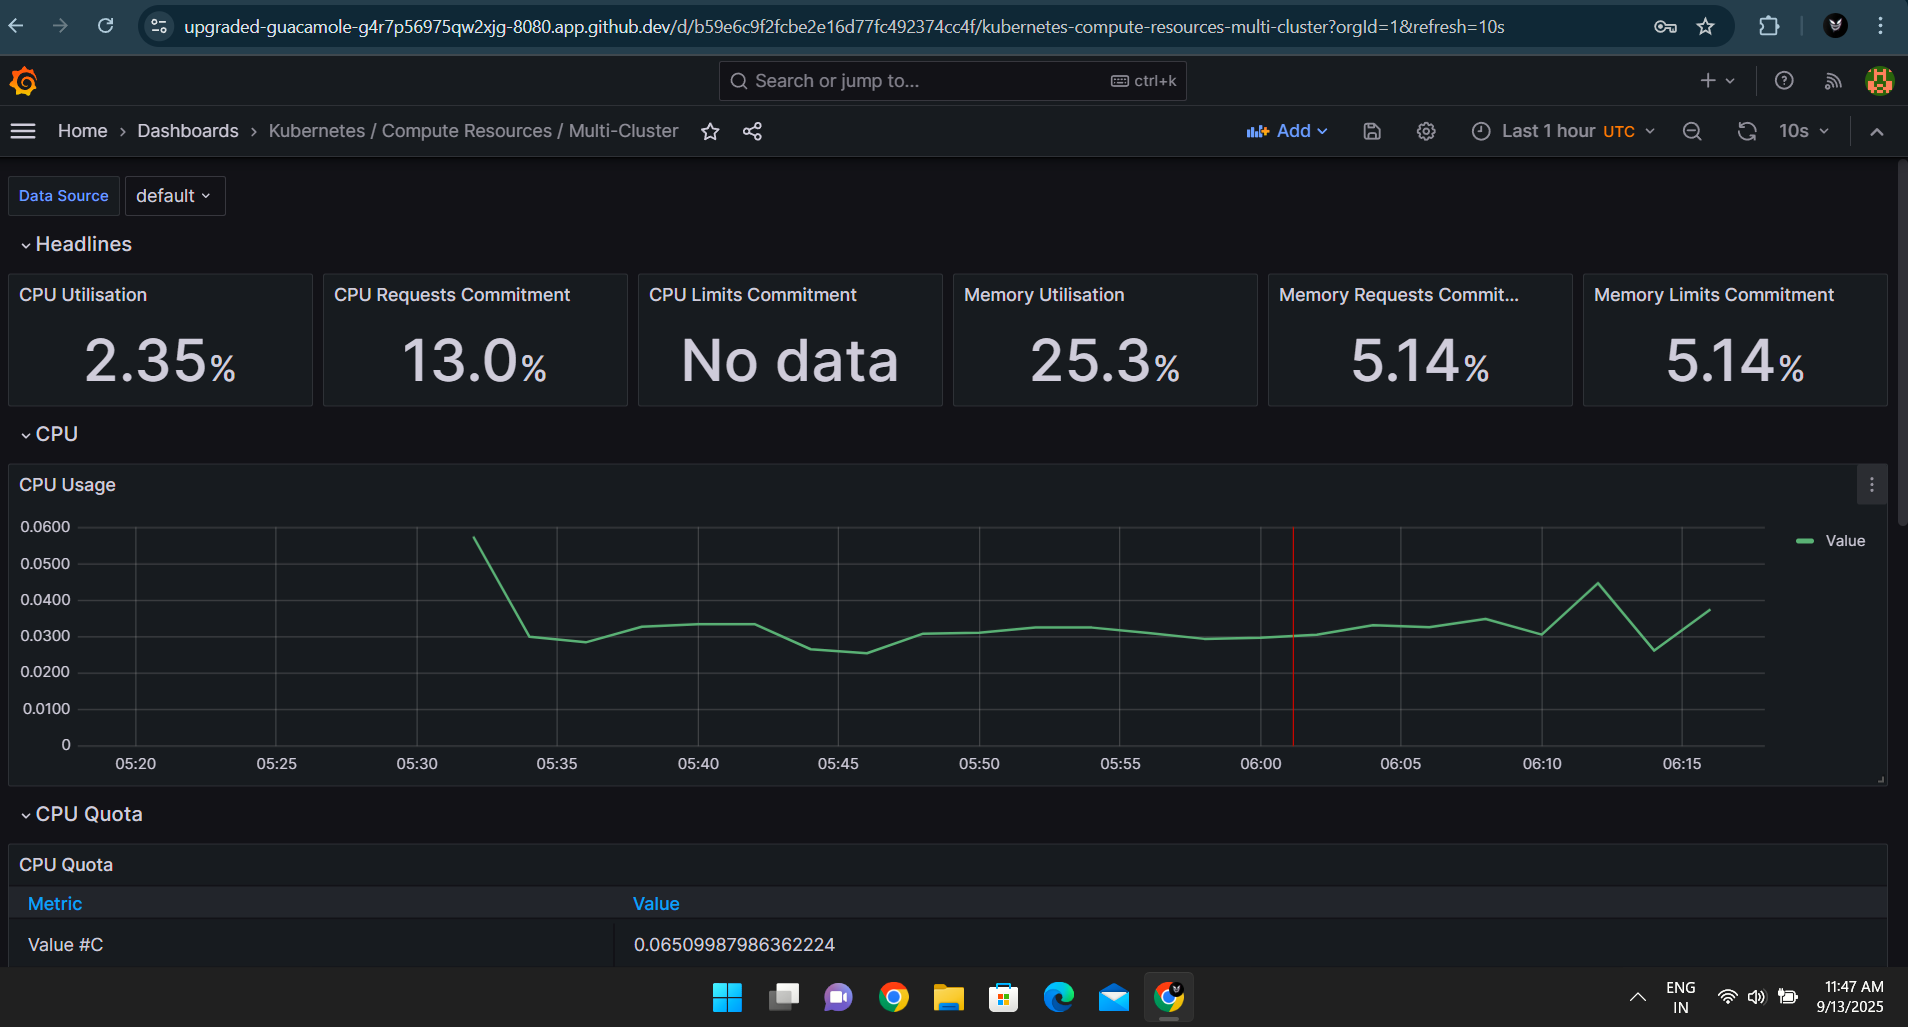 upgraded-guacamole-g4r7p56975qw2xjg-8080.app.github.dev/d/b59e6c9f2fcbe2e16d77fc492374cc4f/kubernetes-compute-resources-multi-cluster?orgId=1&refresh=10s
Search or jump to... ctrl+k
Home › Dashboards › Kubernetes / Compute Resources / Multi-Cluster Add Last 1 hour UTC 10s
Data Source default
Headlines
CPU Utilisation CPU Requests Commitment CPU Limits Commitment Memory Utilisation Memory Requests Commit... Memory Limits Commitment
2.35% 13.0% No data 25.3% 5.14% 5.14%
CPU
CPU Usage
0.0600
0.0500
0.0400
0.0300
0.0200
0.0100
0
Value
05:20 05:25 05:30 05:35 05:40 05:45 05:50 05:55 06:00 06:05 06:10 06:15
CPU Quota
CPU Quota
Metric Value
Value #C 0.06509987986362224
ENG
IN
11:47 AM
9/13/2025